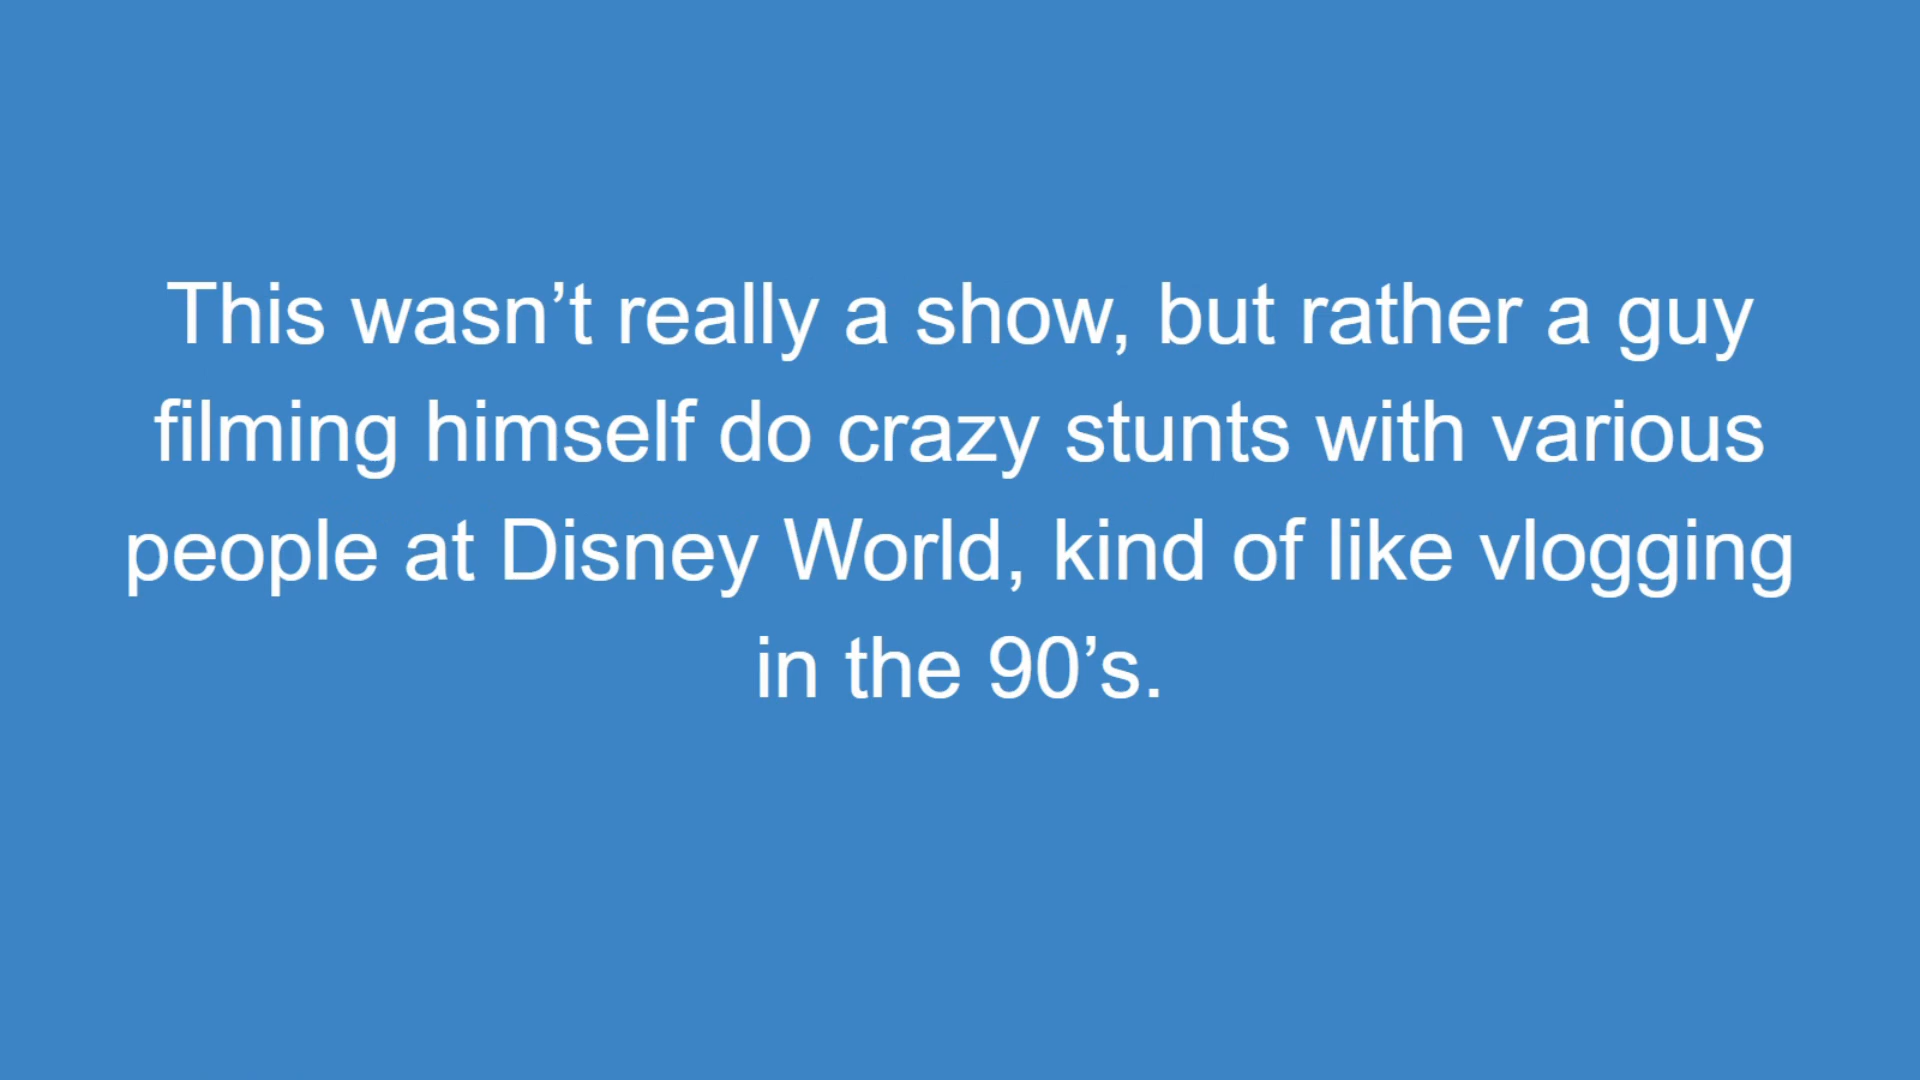 This wasn’t really a show, but rather a guy
filming himself do crazy stunts with various
people at Disney World, kind of like vlogging
in the 90’s.